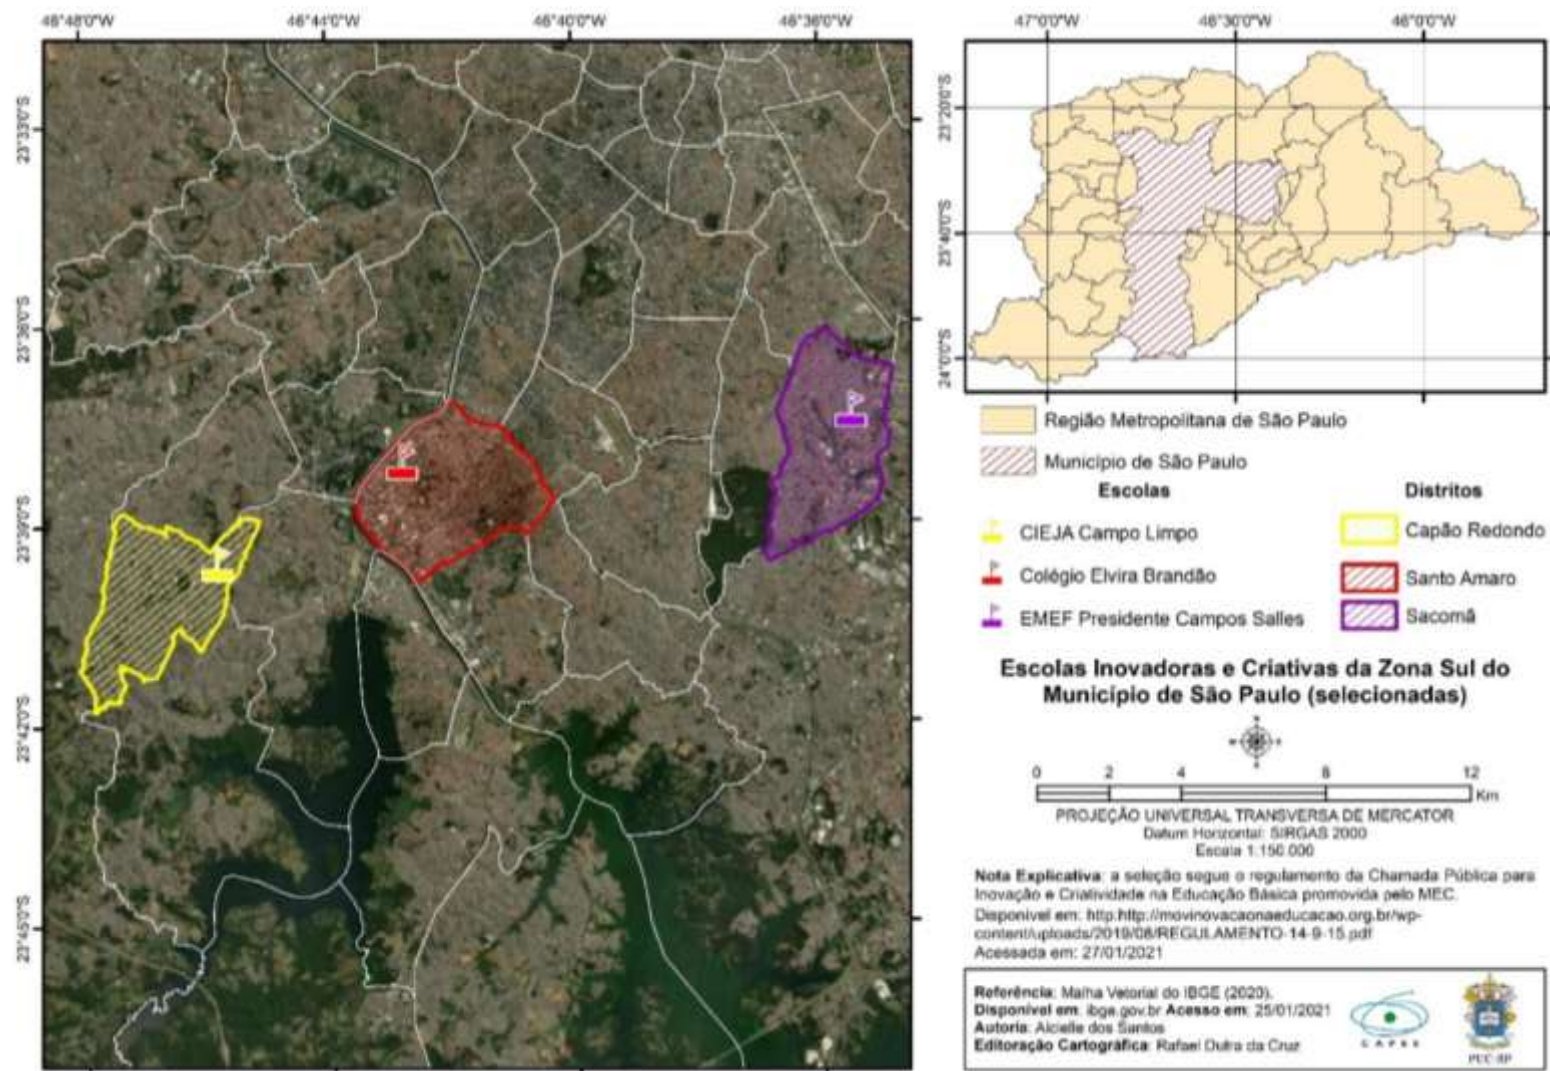 46°48'0"W 46°44'0"W 46°40'0"W 46°36'0"W
23°33'0"S
23°36'0"S
23°39'0"S
23°42'0"S
23°45'0"S
47°0'0"W 46°30'0"W 46°0'0"W
23°20'0"S
23°40'0"S
24°0'0"S
Região Metropolitana de São Paulo
Município de São Paulo
Escolas
CIEJA Campo Limpo
Colégio Elvira Brandão
EMEF Presidente Campos Salles
Distritos
Capão Redondo
Santo Amaro
Sacomã
Escolas Inovadoras e Criativas da Zona Sul do
Município de São Paulo (selecionadas)
0 2 4 8 12
Km
PROJEÇÃO UNIVERSAL TRANSVERSA DE MERCATOR
Datum Horizontal: SIRGAS 2000
Escala 1:150.000
Nota Explicativa: a seleção segue o regulamento da Chamada Pública para
Inovação e Criatividade na Educação Básica promovida pelo MEC.
Disponível em: http:http://movinovacaonaeducacao.org.br/wp-
content/uploads/2019/08/REGULAMENTO-14-9-15.pdf
Acessada em: 27/01/2021
Referência: Malha Vetorial do IBGE (2020).
Disponível em: ibge.gov.br Acesso em: 25/01/2021
Autoria: Alcielle dos Santos
Editoração Cartográfica: Rafael Dutra da Cruz
CAPES
PUC-SP